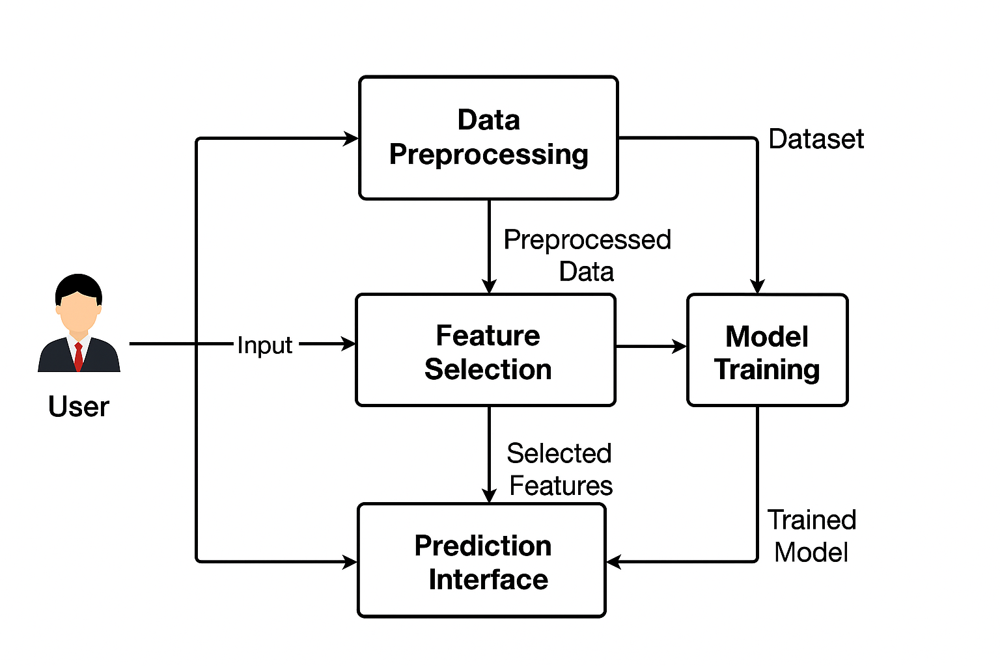 Data
Preprocessing
Dataset
Preprocessed
Data
User
Input
Feature
Selection
Model
Training
Selected
Features
Prediction
Interface
Trained
Model